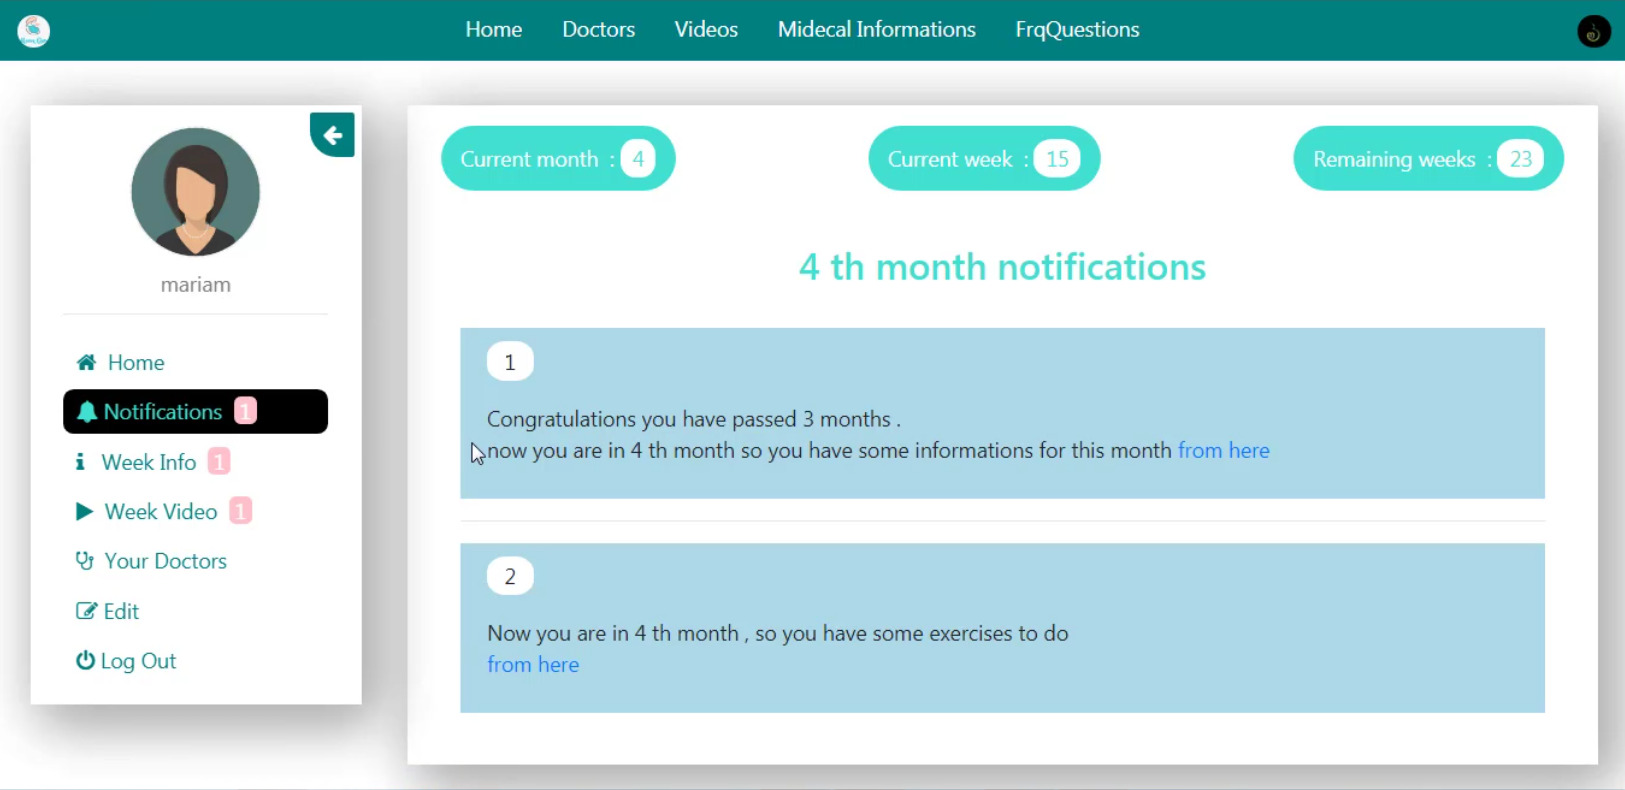 Home Doctors Videos Midecal Informations FrqQuestions
mariam
Home
Notifications 1
Week Info 1
Week Video 1
Your Doctors
Edit
Log Out
Current month : 4
Current week : 15
Remaining weeks : 23
4 th month notifications
1
Congratulations you have passed 3 months .
now you are in 4 th month so you have some informations for this month from here
2
Now you are in 4 th month , so you have some exercises to do
from here